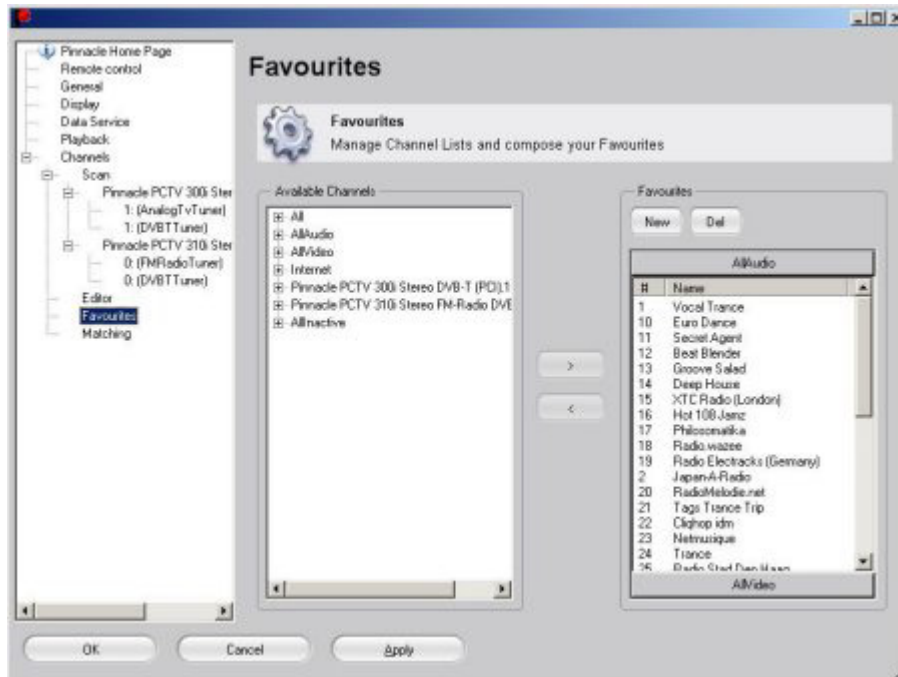 Pinnacle Home Page
Remote control
General
Display
Data Service
Playback
Channels
Scan
Pinnacle PCTV 300i Ster
1: (AnalogTvTuner)
1: (DVBTTuner)
Pinnacle PCTV 310i Ster
0: (FMRadioTuner)
0: (DVBTTuner)
Editor
Favourites
Matching
Favourites
Favourites
Manage Channel Lists and compose your Favourites
Available Channels
All
AllAudio
AllVideo
Internet
Pinnacle PCTV 300i Stereo DVB-T (PCI).1
Pinnacle PCTV 310i Stereo FM-Radio DVE
AllInactive
>
<
Favourites
New Del
AllAudio
# Name
1 Vocal Trance
10 Euro Dance
11 Secret Agent
12 Beat Blender
13 Groove Salad
14 Deep House
15 XTC Radio (London)
16 Hot 108 Jamz
17 Philosomatika
18 Radio.wazee
19 Radio Electracks (Germany)
2 Japan-A-Radio
20 RadioMelodie.net
21 Tags Trance Trip
22 Cliqhop idm
23 Netmusique
24 Trance
25 Radio Stad Den Haag
AllVideo
OK Cancel Apply